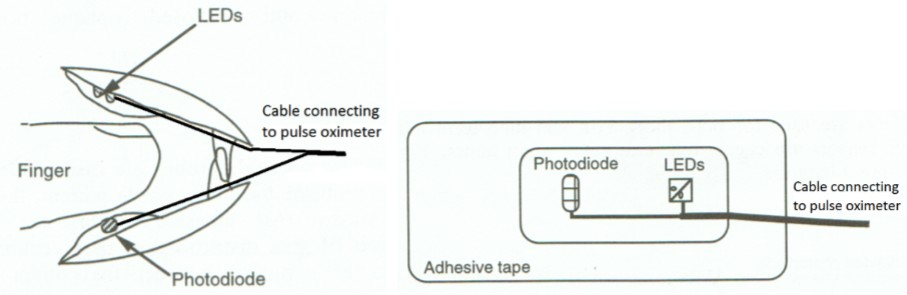 LEDs
Cable connecting
to pulse oximeter
Finger
Photodiode
Photodiode
LEDs
Cable connecting
to pulse oximeter
Adhesive tape